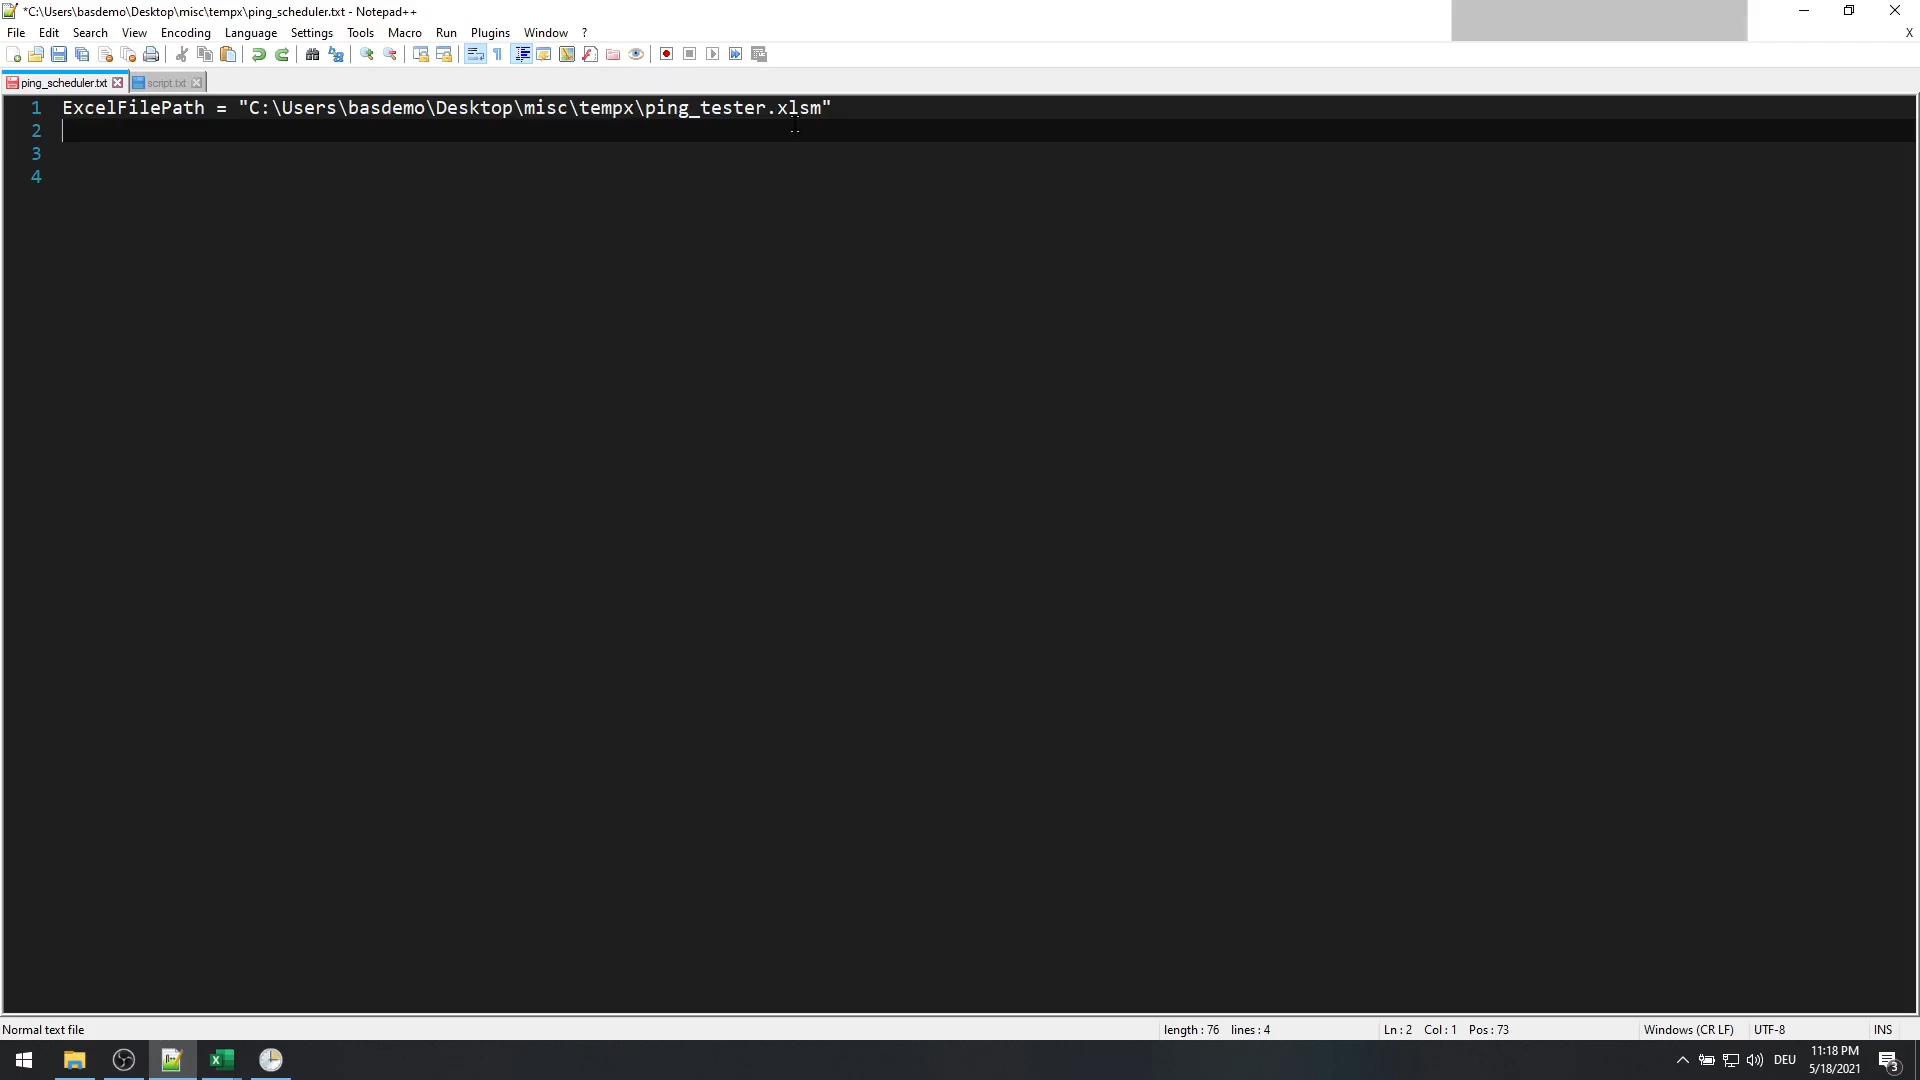 *C:\Users\basdemo\Desktop\misc\tempx\ping_scheduler.txt - Notepad++
File Edit Search View Encoding Language Settings Tools Macro Run Plugins Window ? X
ping_scheduler.txt script.txt
1 ExcelFilePath = "C:\Users\basdemo\Desktop\misc\tempx\ping_tester.xlsm"
2
3
4
Normal text file length : 76 lines : 4 Ln : 2 Col : 1 Pos : 73 Windows (CR LF) UTF-8 INS
DEU 11:18 PM
5/18/2021 3